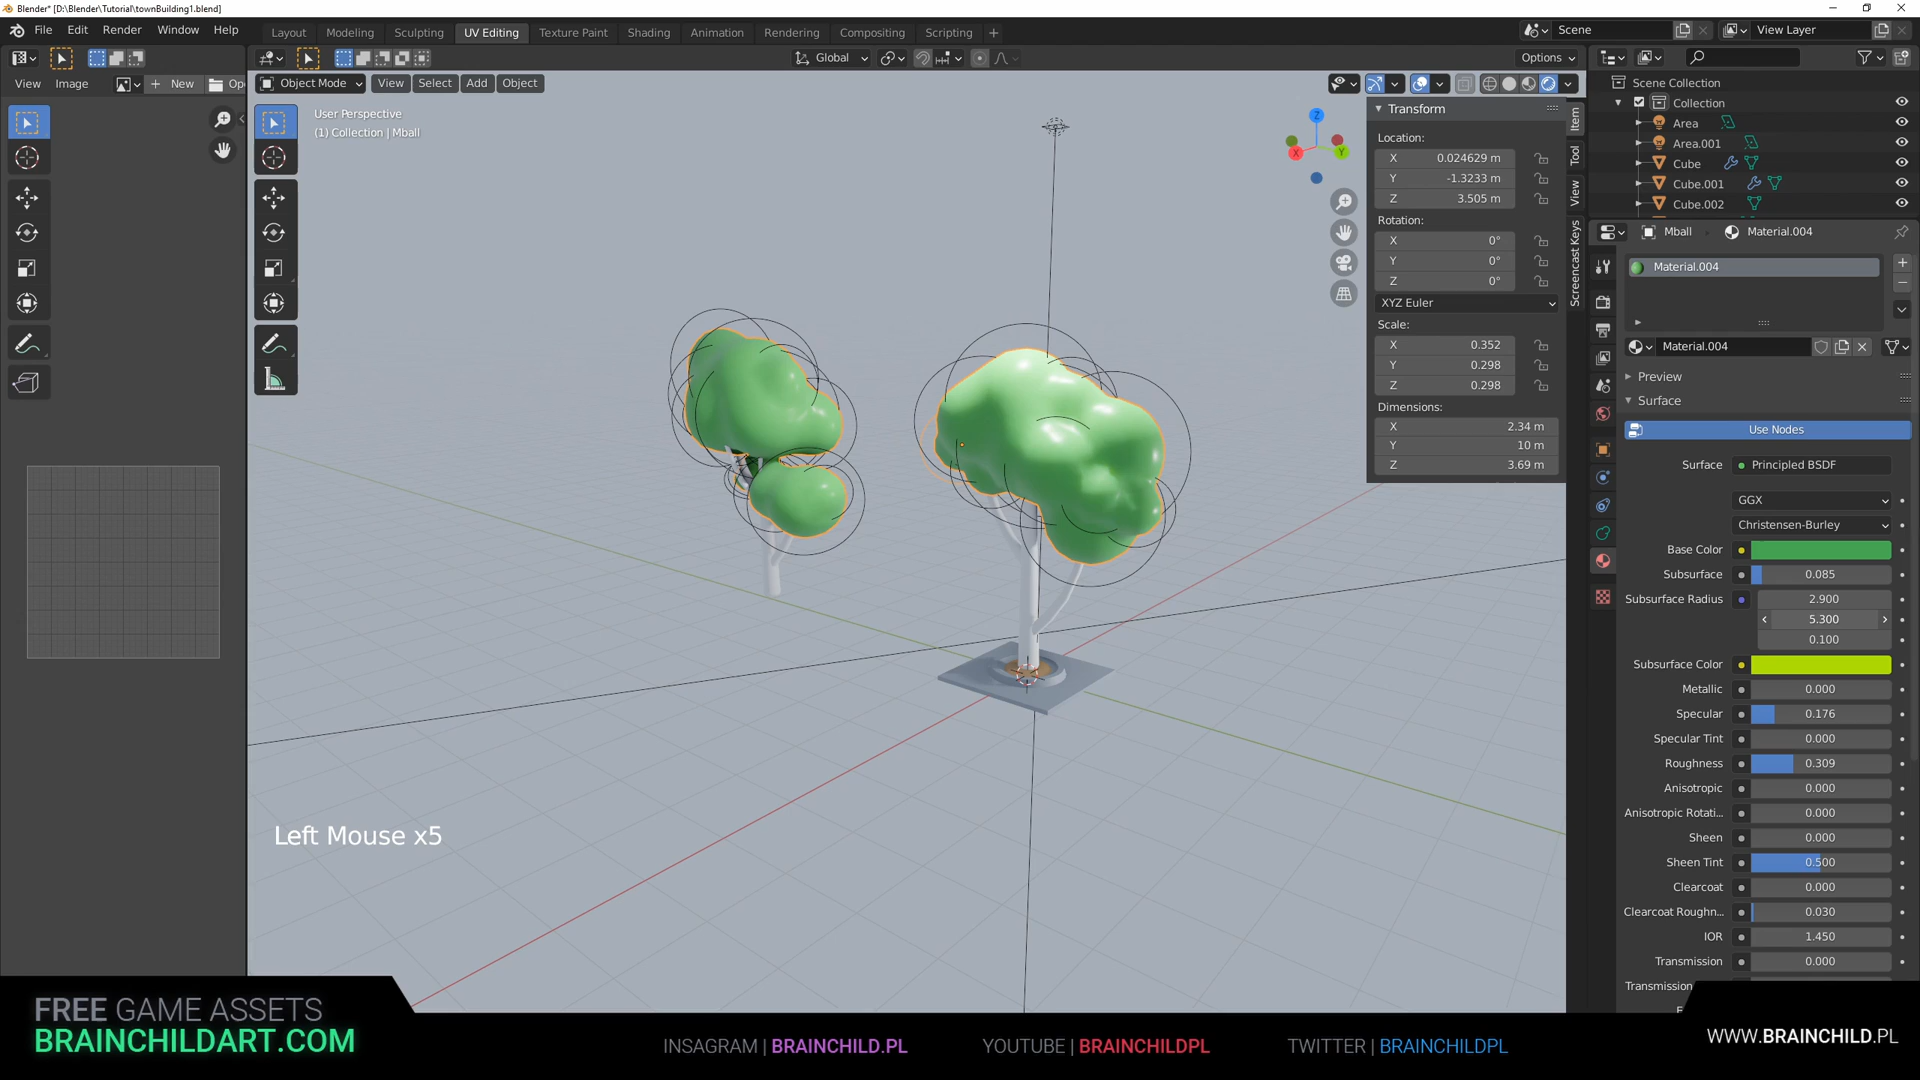 Blender* [D:\Blender\Tutorial\townBuilding1.blend]
File Edit Render Window Help
Layout Modeling Sculpting UV Editing Texture Paint Shading Animation Rendering Compositing Scripting +
Scene
View Layer
Global
Options
View Image
New
Op
Object Mode
View Select Add Object
User Perspective
(1) Collection | Mball
Z
X
Y
Transform
Location:
X 0.024629 m
Y -1.3233 m
Z 3.505 m
Rotation:
X 0°
Y 0°
Z 0°
XYZ Euler
Scale:
X 0.352
Y 0.298
Z 0.298
Dimensions:
X 2.34 m
Y 10 m
Z 3.69 m
Item
Tool
View
Screencast Keys
Scene Collection
Collection
Area
Area.001
Cube
Cube.001
Cube.002
Mball
Material.004
Material.004
Material.004
Preview
Surface
Use Nodes
Surface Principled BSDF
GGX
Christensen-Burley
Base Color
Subsurface 0.085
Subsurface Radius 2.900
5.300
0.100
Subsurface Color
Metallic 0.000
Specular 0.176
Specular Tint 0.000
Roughness 0.309
Anisotropic 0.000
Anisotropic Rotati... 0.000
Sheen 0.000
Sheen Tint 0.500
Clearcoat 0.000
Clearcoat Roughn... 0.030
IOR 1.450
Transmission 0.000
Transmission
Left Mouse x5
FREE GAME ASSETS
BRAINCHILDART.COM
INSAGRAM | BRAINCHILD.PL
YOUTUBE | BRAINCHILDPL
TWITTER | BRAINCHILDPL
WWW.BRAINCHILD.PL